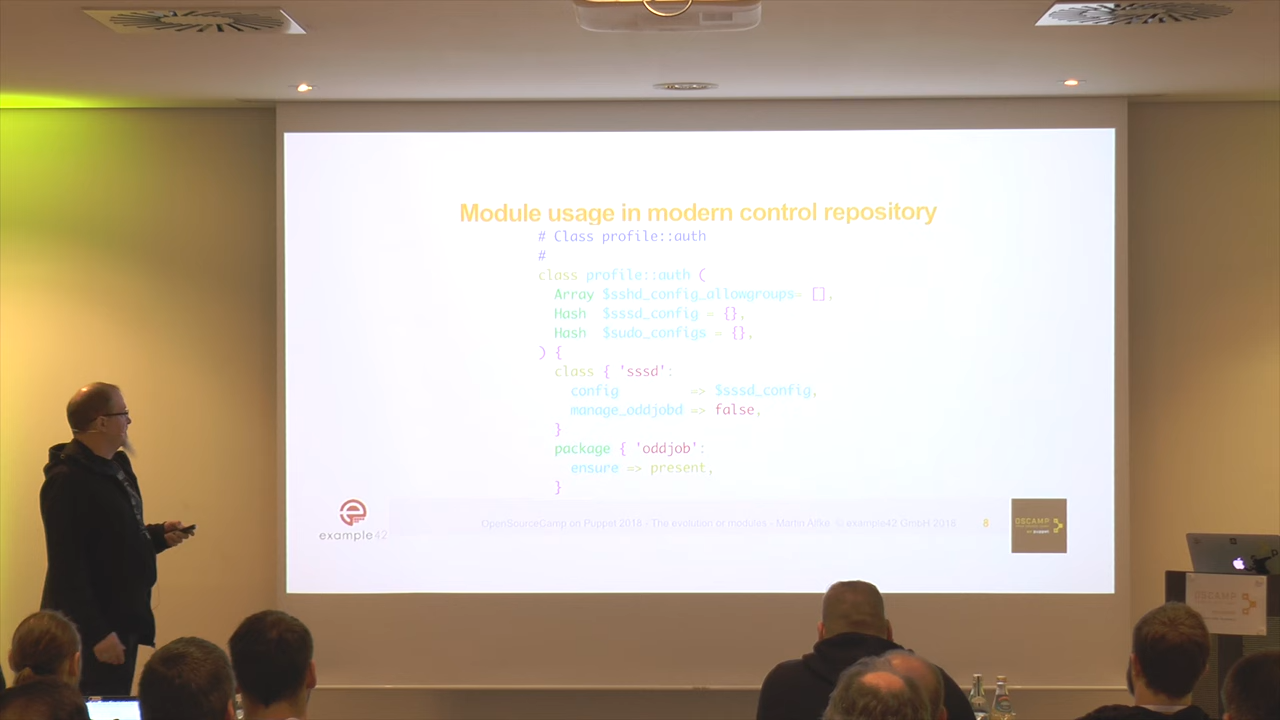 Module usage in modern control repository
# Class profile::auth
#
class profile::auth (
  Array $sshd_config_allowgroups= [],
  Hash  $sssd_config = {},
  Hash  $sudo_configs = {},
) {
  class { 'sssd':
    config         => $sssd_config,
    manage_oddjobd => false,
  }
  package { 'oddjob':
    ensure => present,
  }
example42
OpenSourceCamp on Puppet 2018 - The evolution of modules - Martin Alfke © example42 GmbH 2018
8
OSCAMP
OSCAMP